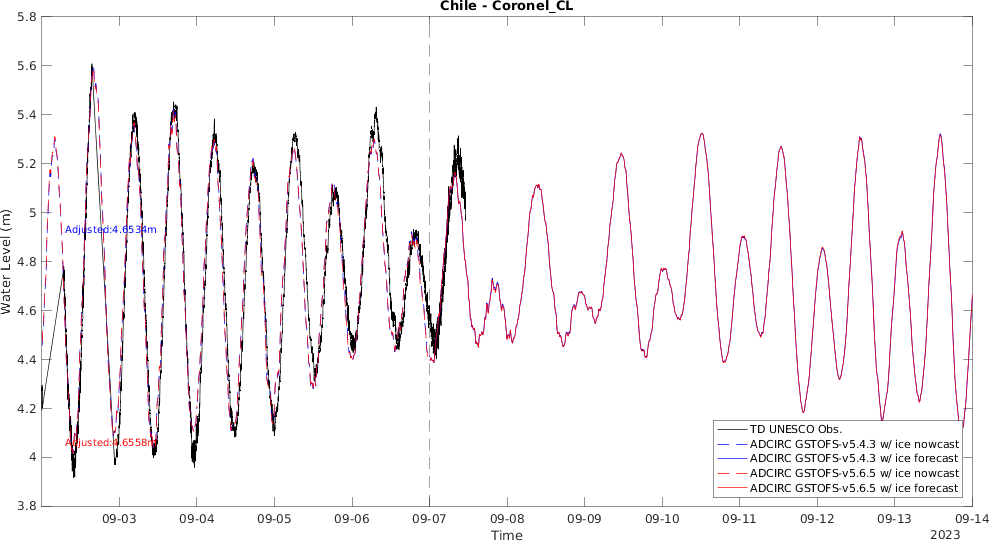 Chile - Coronel_CL
5.8
5.6
5.4
5.2
5
4.8
4.6
4.4
4.2
4
3.8
Water Level (m)
Adjusted:4.6534m
Adjusted:4.6558m
TD UNESCO Obs.
ADCIRC GSTOFS-v5.4.3 w/ ice nowcast
ADCIRC GSTOFS-v5.4.3 w/ ice forecast
ADCIRC GSTOFS-v5.6.5 w/ ice nowcast
ADCIRC GSTOFS-v5.6.5 w/ ice forecast
09-03 09-04 09-05 09-06 09-07 09-08 09-09 09-10 09-11 09-12 09-13 09-14
Time
2023